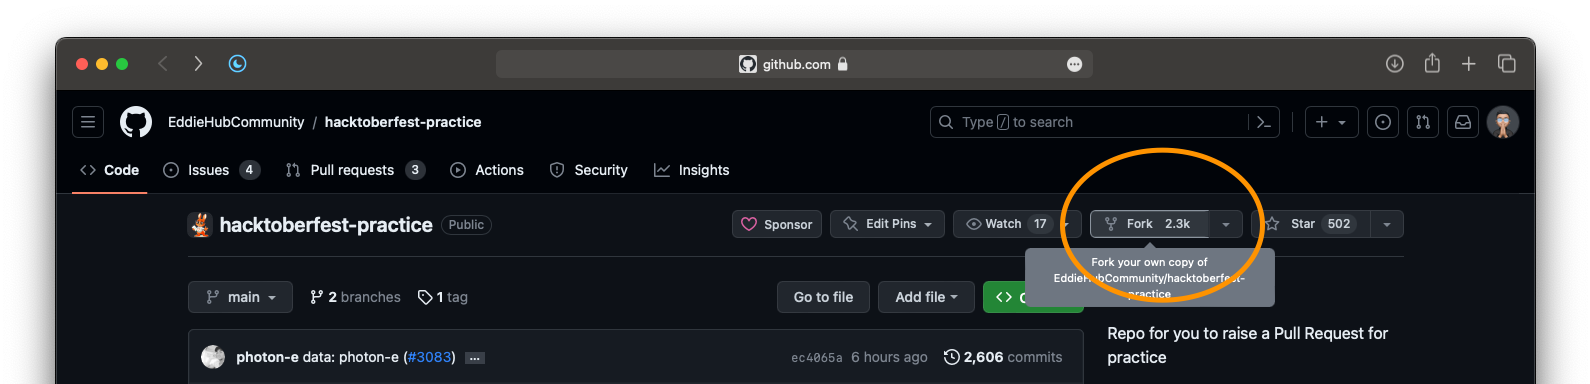 github.com
EddieHubCommunity / hacktoberfest-practice
Type / to search
Code Issues 4 Pull requests 3 Actions Security Insights
hacktoberfest-practice Public
Sponsor Edit Pins Watch 17 Fork 2.3k Star 502
Fork your own copy of
EddieHubCommunity/hacktoberfest-
practice
main 2 branches 1 tag
Go to file Add file
Repo for you to raise a Pull Request for
practice
photon-e data: photon-e (#3083) ... ec4065a 6 hours ago 2,606 commits